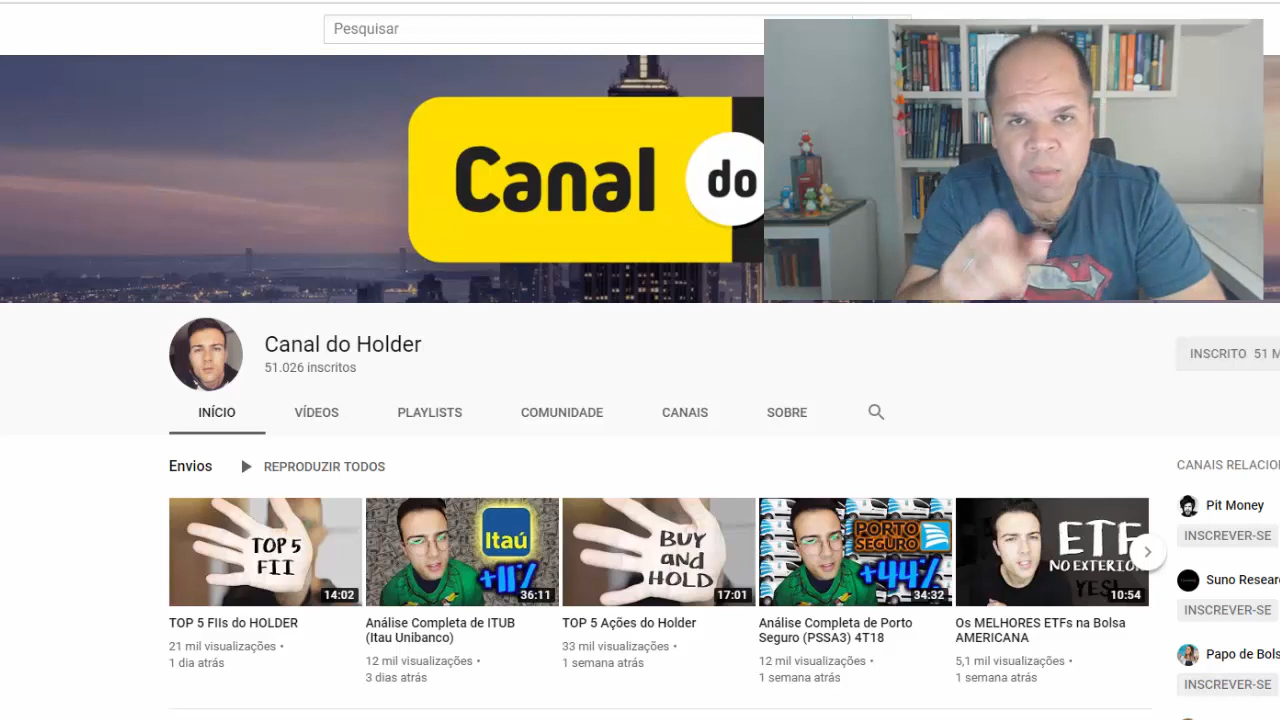 Pesquisar
Canal do
Canal do Holder
51.026 inscritos
INSCRITO 51 M
INÍCIO VÍDEOS PLAYLISTS COMUNIDADE CANAIS SOBRE
Envios REPRODUZIR TODOS
CANAIS RELACIO
TOP 5
FII
14:02
Itaú
+11%
36:11
BUY
and
HOLD
17:01
PORTO
SEGURO
+44%
34:32
ETF
NO EXTERIOR
YES!
10:54
TOP 5 FIIs do HOLDER
21 mil visualizações •
1 dia atrás
Análise Completa de ITUB
(Itau Unibanco)
12 mil visualizações •
3 dias atrás
TOP 5 Ações do Holder
33 mil visualizações •
1 semana atrás
Análise Completa de Porto
Seguro (PSSA3) 4T18
12 mil visualizações •
1 semana atrás
Os MELHORES ETFs na Bolsa
AMERICANA
5,1 mil visualizações •
1 semana atrás
Pit Money
INSCREVER-SE
Suno Resear
INSCREVER-SE
Papo de Bols
INSCREVER-SE